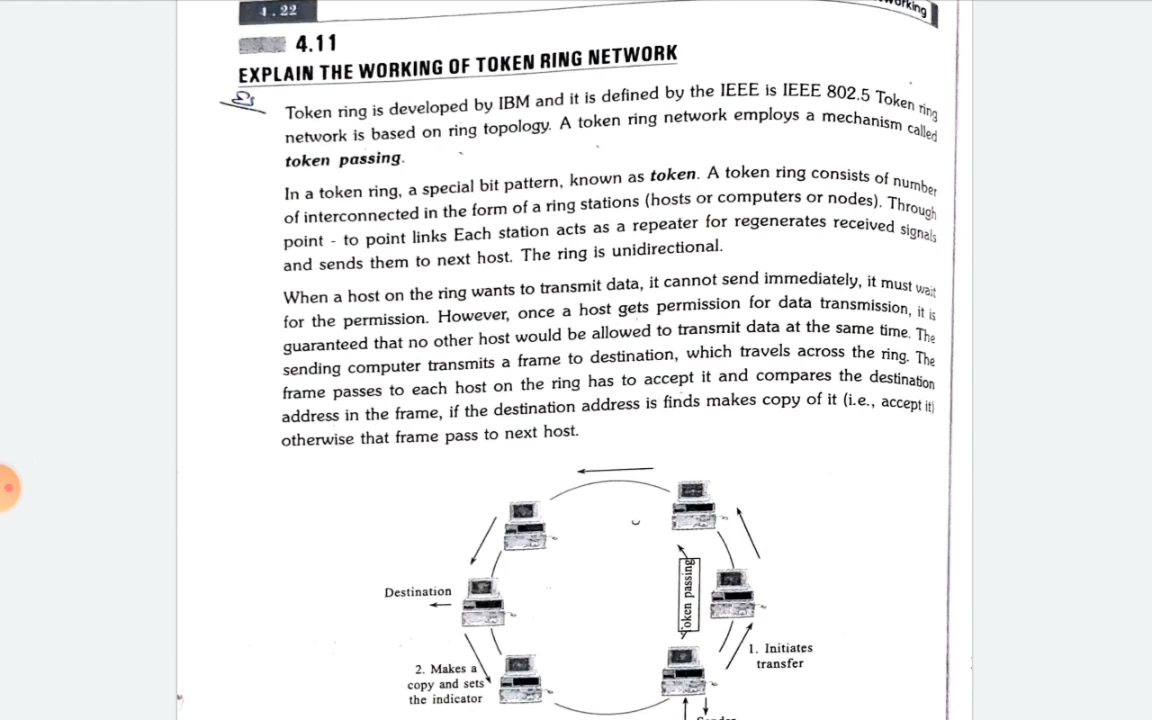 4.22
working
4.11
EXPLAIN THE WORKING OF TOKEN RING NETWORK
Token ring is developed by IBM and it is defined by the IEEE is IEEE 802.5 Token ring
network is based on ring topology. A token ring network employs a mechanism called
token passing.
In a token ring, a special bit pattern, known as token. A token ring consists of number
of interconnected in the form of a ring stations (hosts or computers or nodes). Through
point - to point links Each station acts as a repeater for regenerates received signals
and sends them to next host. The ring is unidirectional.
When a host on the ring wants to transmit data, it cannot send immediately, it must wait
for the permission. However, once a host gets permission for data transmission, it is
guaranteed that no other host would be allowed to transmit data at the same time. The
sending computer transmits a frame to destination, which travels across the ring. The
frame passes to each host on the ring has to accept it and compares the destination
address in the frame, if the destination address is finds makes copy of it (i.e., accept it)
otherwise that frame pass to next host.
Destination
Token passing
1. Initiates
transfer
2. Makes a
copy and sets
the indicator
Sender